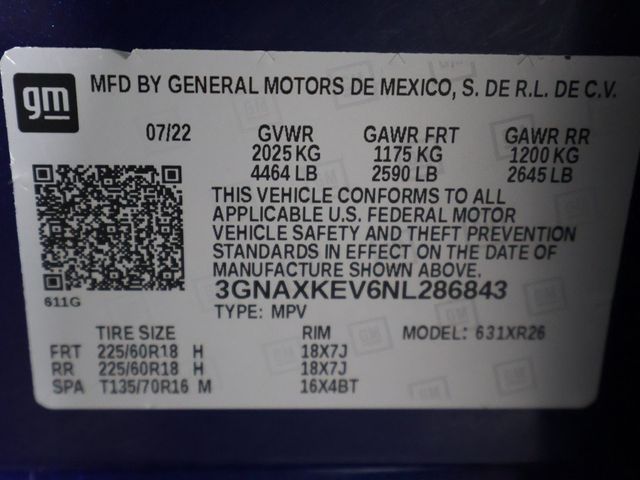 gm
MFD BY GENERAL MOTORS DE MEXICO, S. DE R.L. DE C.V.
07/22 GVWR GAWR FRT GAWR RR
2025 KG 1175 KG 1200 KG
4464 LB 2590 LB 2645 LB
THIS VEHICLE CONFORMS TO ALL
APPLICABLE U.S. FEDERAL MOTOR
VEHICLE SAFETY AND THEFT PREVENTION
STANDARDS IN EFFECT ON THE DATE OF
MANUFACTURE SHOWN ABOVE.
611G 3GNAXKEV6NL286843
TYPE: MPV
TIRE SIZE RIM MODEL: 631XR26
FRT 225/60R18 H 18X7J
RR 225/60R18 H 18X7J
SPA T135/70R16 M 16X4BT